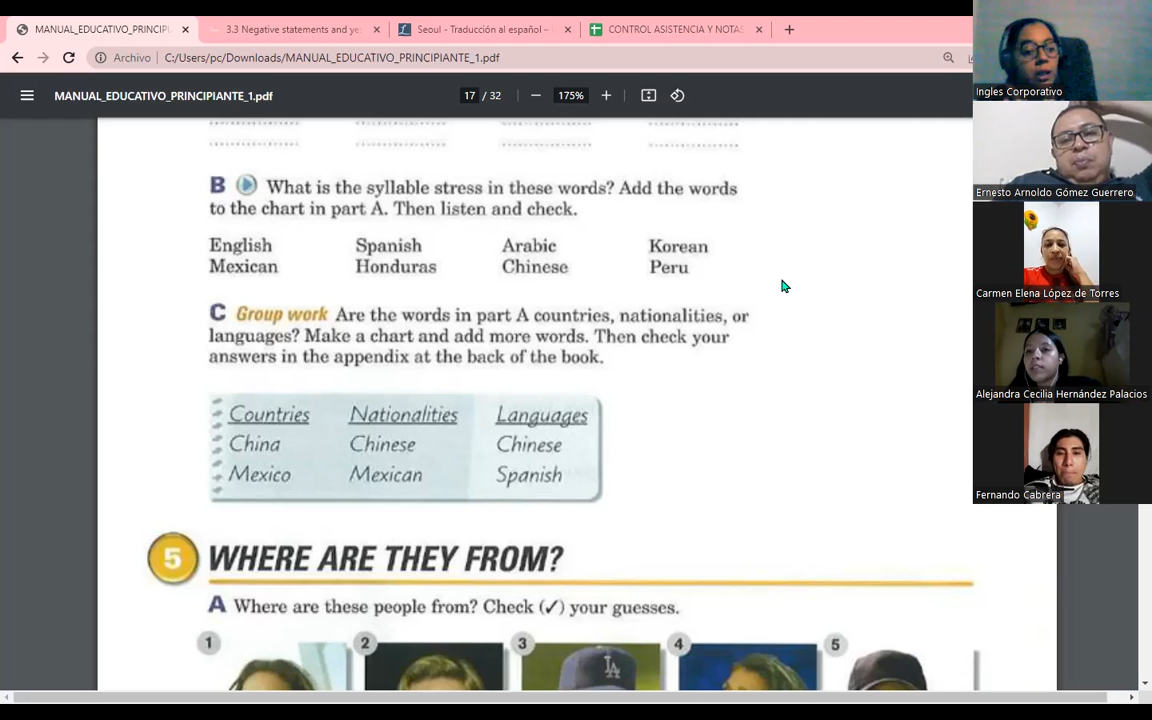 MANUAL_EDUCATIVO_PRINCIPI
3.3 Negative statements and ye
Seoul - Traducción al español –
CONTROL ASISTENCIA Y NOTAS
Archivo
C:/Users/pc/Downloads/MANUAL_EDUCATIVO_PRINCIPIANTE_1.pdf
MANUAL_EDUCATIVO_PRINCIPIANTE_1.pdf
17 / 32
175%
B What is the syllable stress in these words? Add the words
to the chart in part A. Then listen and check.
English Spanish Arabic Korean
Mexican Honduras Chinese Peru
C Group work Are the words in part A countries, nationalities, or
languages? Make a chart and add more words. Then check your
answers in the appendix at the back of the book.
Countries Nationalities Languages
China Chinese Chinese
Mexico Mexican Spanish
5 WHERE ARE THEY FROM?
A Where are these people from? Check (✓) your guesses.
1 2 3 4 5
LA
Ingles Corporativo
Ernesto Arnoldo Gómez Guerrero
Carmen Elena López de Torres
Alejandra Cecilia Hernández Palacios
Fernando Cabrera